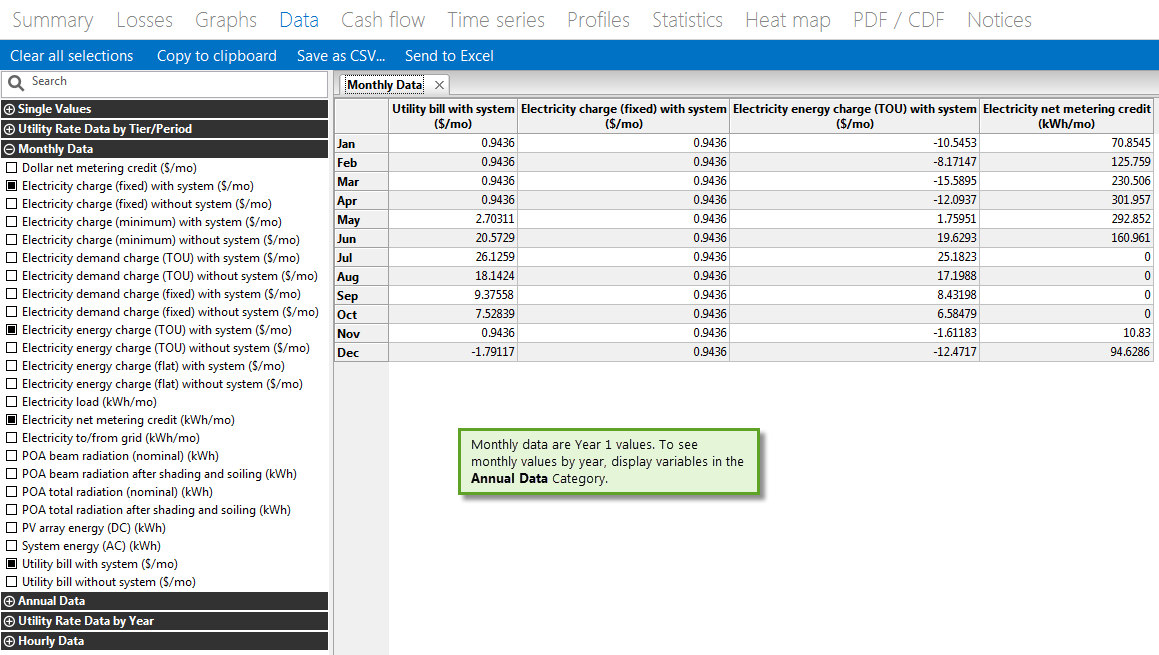 Summary Losses Graphs Data Cash flow Time series Profiles Statistics Heat map PDF / CDF Notices
Clear all selections Copy to clipboard Save as CSV... Send to Excel
Search
Single Values
Utility Rate Data by Tier/Period
Monthly Data
Dollar net metering credit ($/mo)
Electricity charge (fixed) with system ($/mo)
Electricity charge (fixed) without system ($/mo)
Electricity charge (minimum) with system ($/mo)
Electricity charge (minimum) without system ($/mo)
Electricity demand charge (TOU) with system ($/mo)
Electricity demand charge (TOU) without system ($/mo)
Electricity demand charge (fixed) with system ($/mo)
Electricity demand charge (fixed) without system ($/mo)
Electricity energy charge (TOU) with system ($/mo)
Electricity energy charge (TOU) without system ($/mo)
Electricity energy charge (flat) with system ($/mo)
Electricity energy charge (flat) without system ($/mo)
Electricity load (kWh/mo)
Electricity net metering credit (kWh/mo)
Electricity to/from grid (kWh/mo)
POA beam radiation (nominal) (kWh)
POA beam radiation after shading and soiling (kWh)
POA total radiation (nominal) (kWh)
POA total radiation after shading and soiling (kWh)
PV array energy (DC) (kWh)
System energy (AC) (kWh)
Utility bill with system ($/mo)
Utility bill without system ($/mo)
Annual Data
Utility Rate Data by Year
Hourly Data
Monthly Data
Utility bill with system Electricity charge (fixed) with system Electricity energy charge (TOU) with system Electricity net metering credit
($/mo) ($/mo) ($/mo) (kWh/mo)
Jan 0.9436 0.9436 -10.5453 70.8545
Feb 0.9436 0.9436 -8.17147 125.759
Mar 0.9436 0.9436 -15.5895 230.506
Apr 0.9436 0.9436 -12.0937 301.957
May 2.70311 0.9436 1.75951 292.852
Jun 20.5729 0.9436 19.6293 160.961
Jul 26.1259 0.9436 25.1823 0
Aug 18.1424 0.9436 17.1988 0
Sep 9.37558 0.9436 8.43198 0
Oct 7.52839 0.9436 6.58479 0
Nov 0.9436 0.9436 -1.61183 10.83
Dec -1.79117 0.9436 -12.4717 94.6286
Monthly data are Year 1 values. To see
monthly values by year, display variables in the
Annual Data Category.